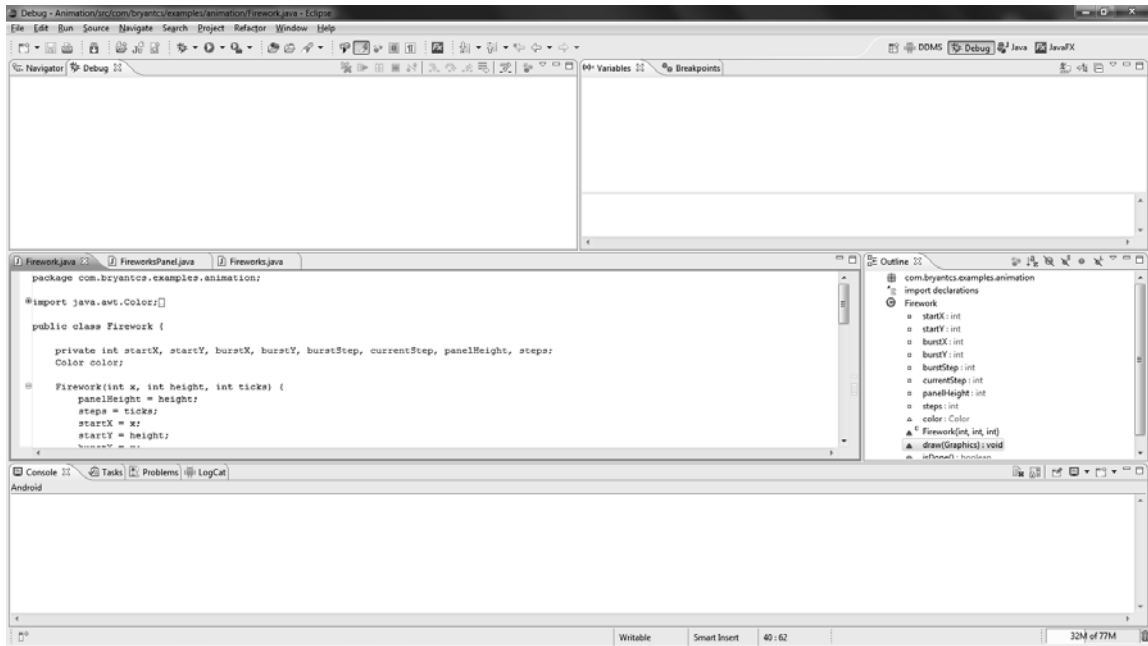 Debug - Animation/src/com/bryantcs/examples/animation/Firework.java - Eclipse
File Edit Run Source Navigate Search Project Refactor Window Help
DDMS Debug Java JavaFX
Navigator Debug
Variables Breakpoints
Firework.java FireworksPanel.java Fireworks.java
package com.bryantcs.examples.animation;
import java.awt.Color;
public class Firework {
private int startX, startY, burstX, burstY, burstStep, currentStep, panelHeight, steps;
Color color;
Firework(int x, int height, int ticks) {
panelHeight = height;
steps = ticks;
startX = x;
startY = height;
burstX = x;
Outline
com.bryantcs.examples.animation
import declarations
Firework
startX : int
startY : int
burstX : int
burstY : int
burstStep : int
currentStep : int
panelHeight : int
steps : int
color : Color
Firework(int, int, int)
draw(Graphics) : void
isDone() : boolean
Console Tasks Problems LogCat
Android
Writable Smart Insert 40 : 62 32M of 77M